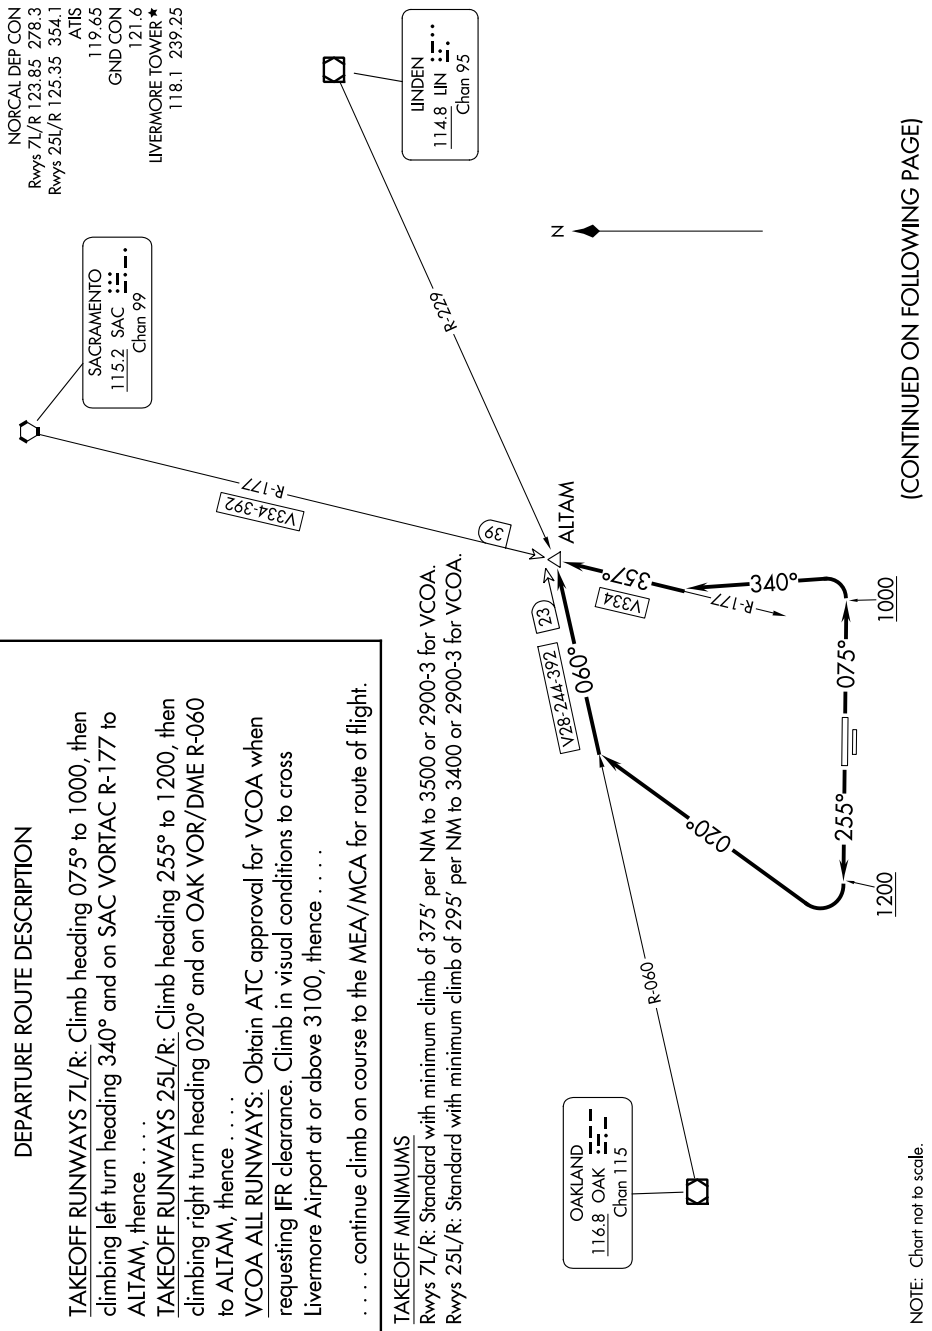 NORCAL DEP CON
Rwys 7L/R 123.85 278.3
Rwys 25L/R 125.35 354.1
ATIS
119.65
GND CON
121.6
LIVERMORE TOWER★
118.1 239.25
DEPARTURE ROUTE DESCRIPTION
TAKEOFF RUNWAYS 7L/R: Climb heading 075° to 1000, then
climbing left turn heading 340° and on SAC VORTAC R-177 to
ALTAM, thence . . . .
TAKEOFF RUNWAYS 25L/R: Climb heading 255° to 1200, then
climbing right turn heading 020° and on OAK VOR/DME R-060
to ALTAM, thence . . . . .
VCOA ALL RUNWAYS: Obtain ATC approval for VCOA when
requesting IFR clearance. Climb in visual conditions to cross
Livermore Airport at or above 3100, thence . . . .
. . . . continue climb on course to the MEA/MCA for route of flight.
TAKEOFF MINIMUMS
Rwys 7L/R: Standard with minimum climb of 375' per NM to 3500 or 2900-3 for VCOA.
Rwys 25L/R: Standard with minimum climb of 295' per NM to 3400 or 2900-3 for VCOA.
SACRAMENTO
115.2 SAC
Chan 99
LINDEN
114.8 LIN
Chan 95
R-177
V334-392
39
R-229
N
ALTAM
23
V28-244-392
060°
357°
V334
R-177
340°
020°
R-060
OAKLAND
116.8 OAK
Chan 115
255°
075°
1200
1000
NOTE: Chart not to scale.
(CONTINUED ON FOLLOWING PAGE)